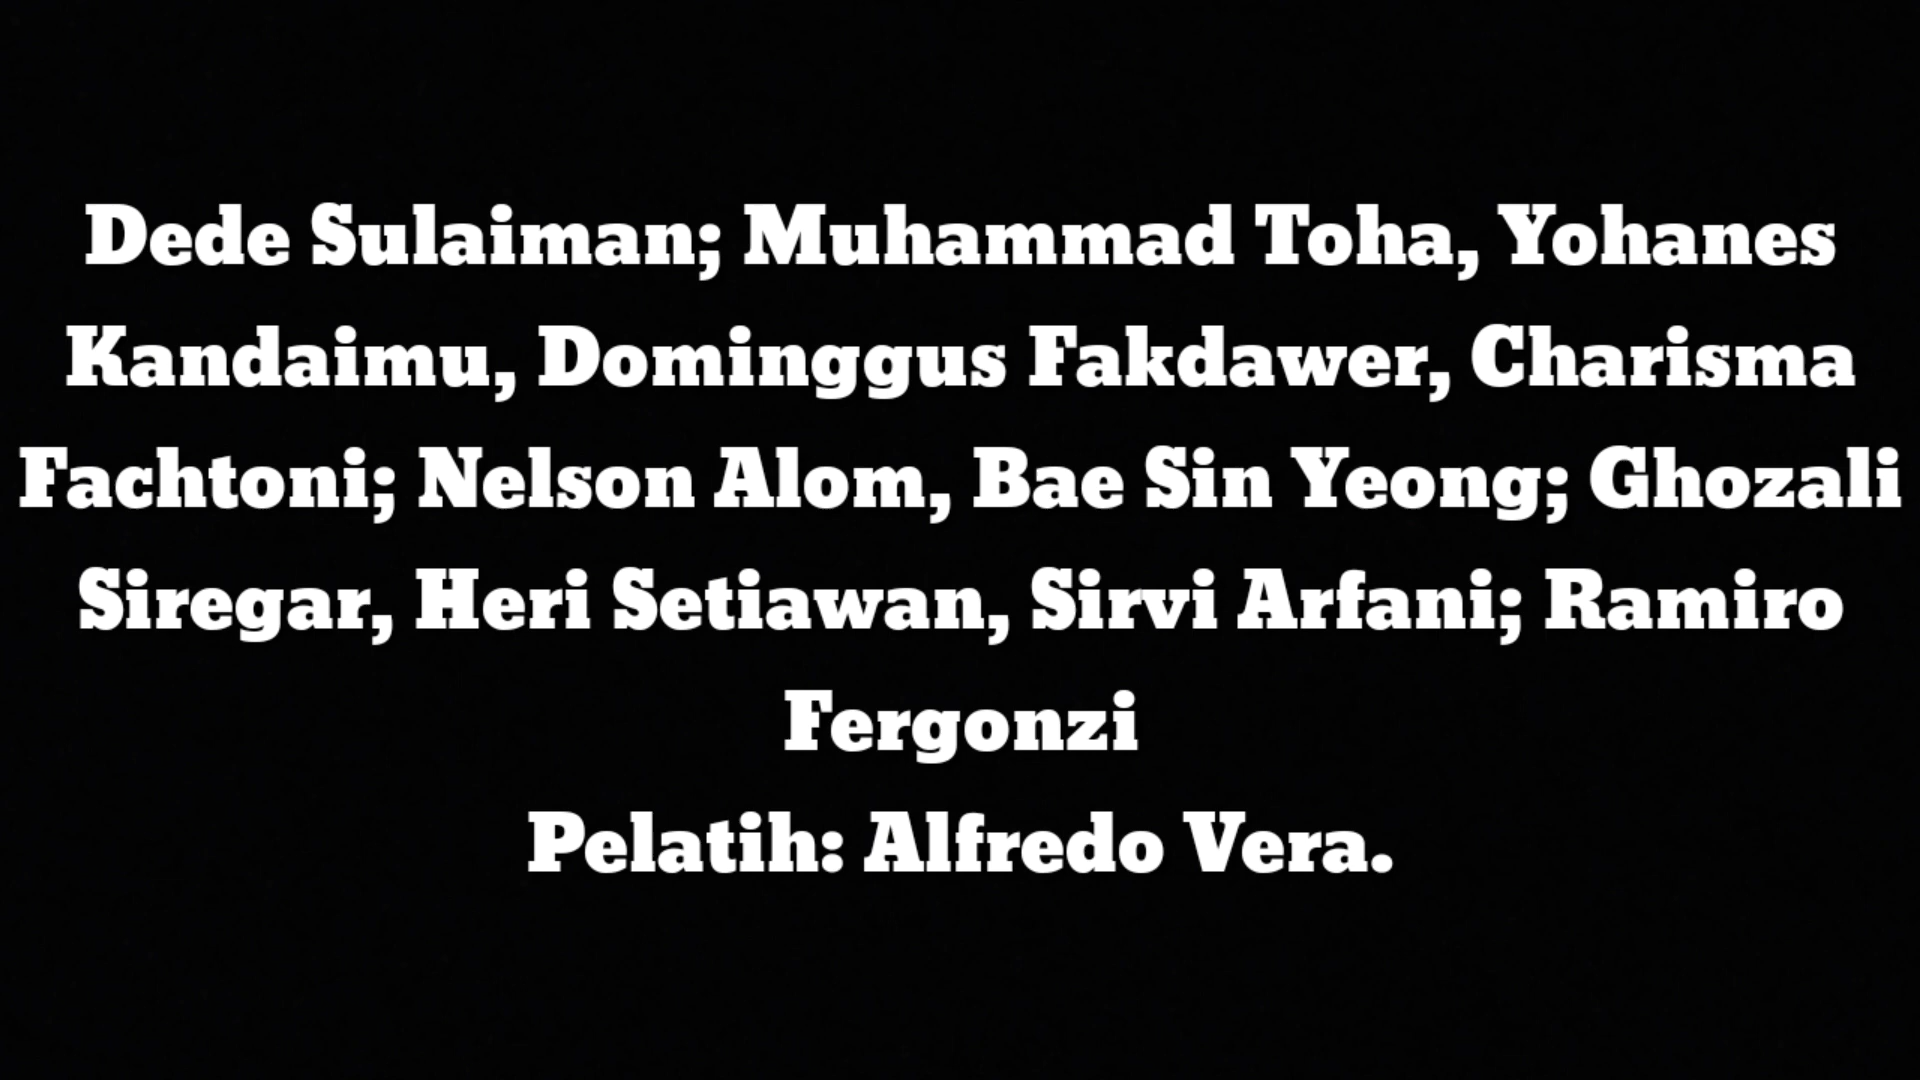 Dede Sulaiman; Muhammad Toha, Yohanes
Kandaimu, Dominggus Fakdawer, Charisma
Fachtoni; Nelson Alom, Bae Sin Yeong; Ghozali
Siregar, Heri Setiawan, Sirvi Arfani; Ramiro
Fergonzi
Pelatih: Alfredo Vera.